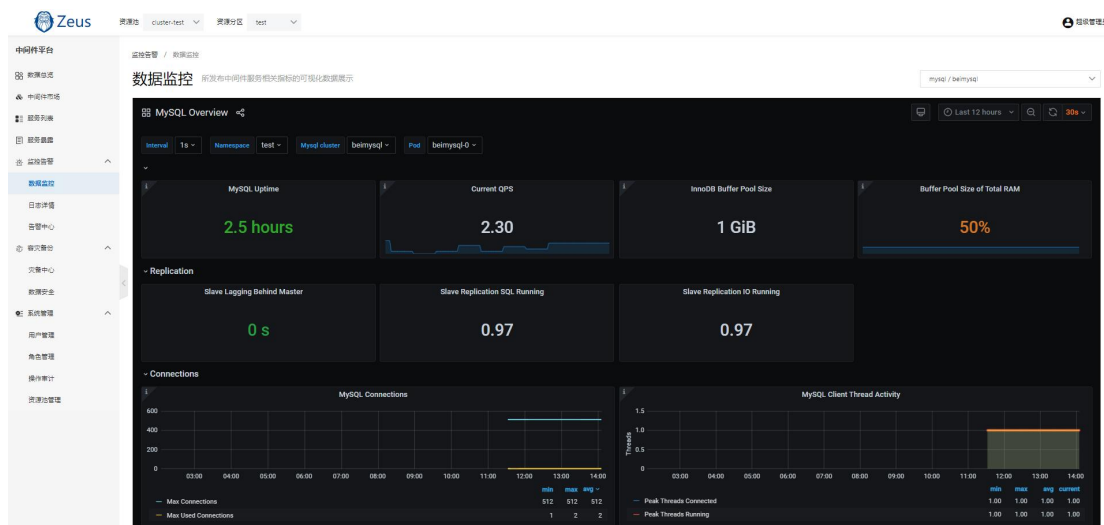 Zeus
资源池 cluster-test 资源分区 test
超级管理员
中间件平台
数据总览
中间件市场
服务列表
服务暴露
监控告警
数据监控
日志详情
告警中心
容灾备份
灾备中心
数据安全
系统管理
用户管理
角色管理
操作审计
资源池管理
监控告警 / 数据监控
数据监控 所发布中间件服务相关指标的可视化数据展示
mysql / beimysql
MySQL Overview
Last 12 hours
30s
Interval 1s Namespace test Mysql cluster beimysql Pod beimysql-0
MySQL Uptime
2.5 hours
Current QPS
2.30
InnoDB Buffer Pool Size
1 GiB
Buffer Pool Size of Total RAM
50%
Replication
Slave Lagging Behind Master
0 s
Slave Replication SQL Running
0.97
Slave Replication IO Running
0.97
Connections
MySQL Connections
600
400
200
0
03:00 04:00 05:00 06:00 07:00 08:00 09:00 10:00 11:00 12:00 13:00 14:00
min max avg
Max Connections 512 512 512
Max Used Connections 1 2 2
MySQL Client Thread Activity
Threads
1.5
1.0
0.5
0
03:00 04:00 05:00 06:00 07:00 08:00 09:00 10:00 11:00 12:00 13:00 14:00
min max avg current
Peak Threads Connected 1.00 1.00 1.00 1.00
Peak Threads Running 1.00 1.00 1.00 1.00